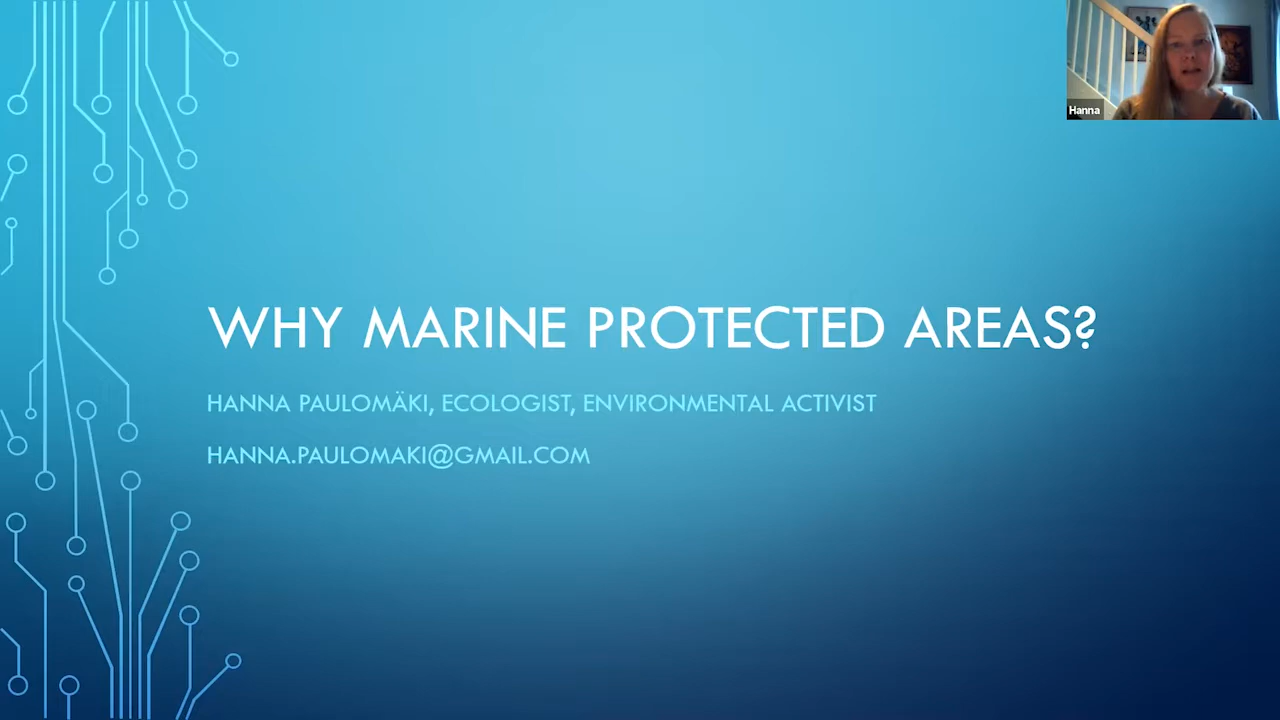 Hanna
WHY MARINE PROTECTED AREAS?
HANNA PAULOMÄKI, ECOLOGIST, ENVIRONMENTAL ACTIVIST
HANNA.PAULOMAKI@GMAIL.COM